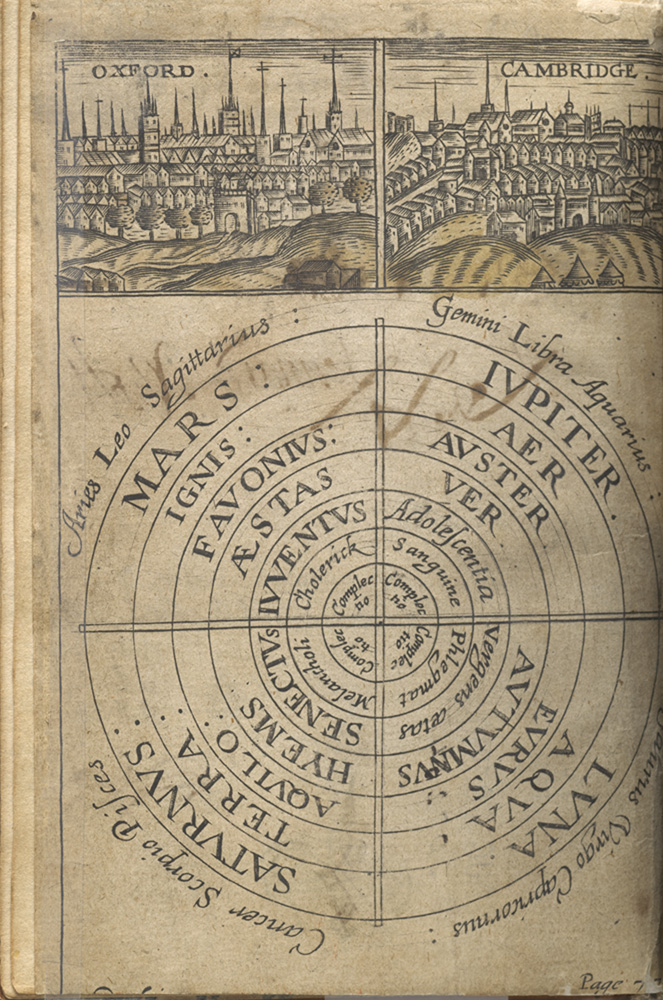 OXFORD.
CAMBRIDGE.
Aries Leo Sagittarius :
MARS :
IGNIS :
FAVONIVS :
ÆSTAS
IVVENTVS
Cholerick
Complec
tio
Gemini Libra Aquarius :
IVPITER.
AER
AVSTER
VER
Adoleſcentia
Sanguine
Complec
tio
Virgo Capricornus :
LVNA
AQVA
EVRVS :
AVTVMNVS
vergens ætas
Phlegmat
Complec
tio
Cancer Scorpio Piſces
SATVRNVS :
TERRA :
AQVILO :
HYEMS
SENECTVS
Melancholi
Complec
tio
Page